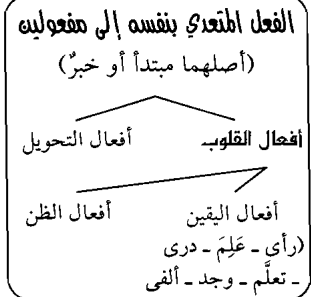 الفعل المتعدي بنفسه إلى مفعولين
(أصلهما مبتدأ أو خبرٌ)
أفعال القلوب أفعال التحويل
أفعال اليقين أفعال الظن
(رأى - عَلِمَ - درى
- تعلَّم - وجد - ألفى